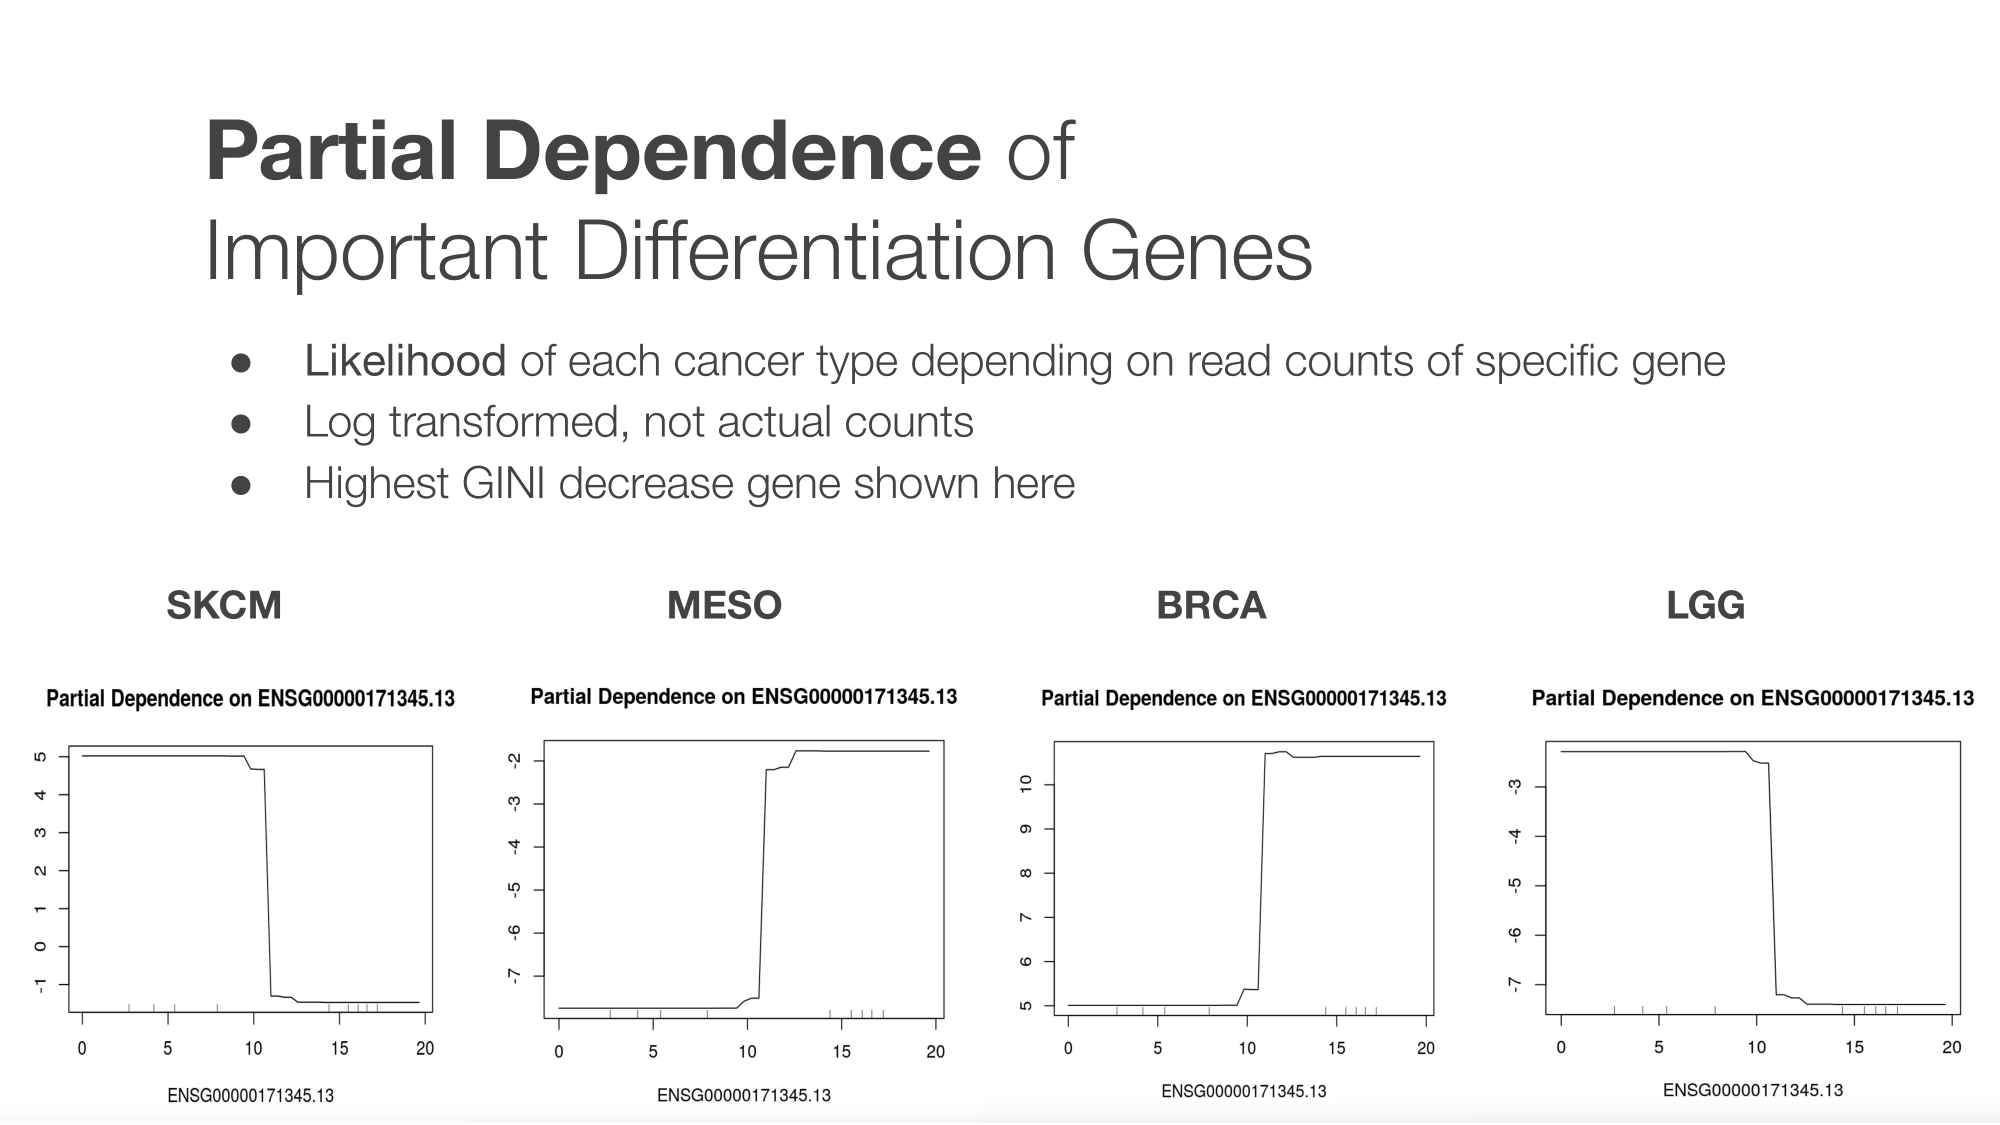 Partial Dependence of
Important Differentiation Genes
● Likelihood of each cancer type depending on read counts of specific gene
● Log transformed, not actual counts
● Highest GINI decrease gene shown here
SKCM
MESO
BRCA
LGG
Partial Dependence on ENSG00000171345.13
5
4
3
2
1
0
-1
0 5 10 15 20
ENSG00000171345.13
Partial Dependence on ENSG00000171345.13
-2
-3
-4
-5
-6
-7
0 5 10 15 20
ENSG00000171345.13
Partial Dependence on ENSG00000171345.13
10
9
8
7
6
5
0 5 10 15 20
ENSG00000171345.13
Partial Dependence on ENSG00000171345.13
-3
-4
-5
-6
-7
0 5 10 15 20
ENSG00000171345.13